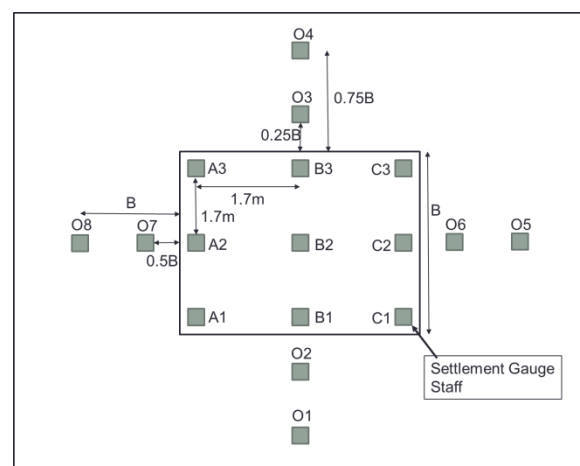 O4
0.75B
O3
0.25B
A3
B3
C3
1.7m
1.7m
B
B
O8
O7
A2
B2
C2
O6
O5
0.5B
A1
B1
C1
O2
Settlement Gauge
Staff
O1